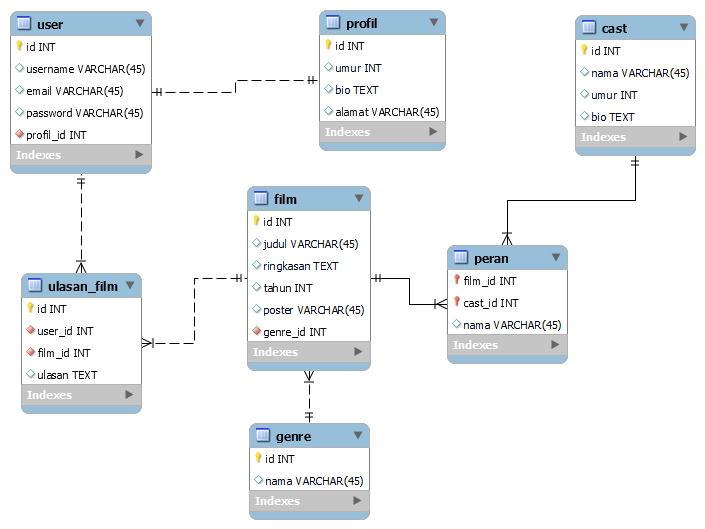 user
id INT
username VARCHAR(45)
email VARCHAR(45)
password VARCHAR(45)
profil_id INT
Indexes
profil
id INT
umur INT
bio TEXT
alamat VARCHAR(45)
Indexes
cast
id INT
nama VARCHAR(45)
umur INT
bio TEXT
Indexes
film
id INT
judul VARCHAR(45)
ringkasan TEXT
tahun INT
poster VARCHAR(45)
genre_id INT
Indexes
peran
film_id INT
cast_id INT
nama VARCHAR(45)
Indexes
ulasan_film
id INT
user_id INT
film_id INT
ulasan TEXT
Indexes
genre
id INT
nama VARCHAR(45)
Indexes